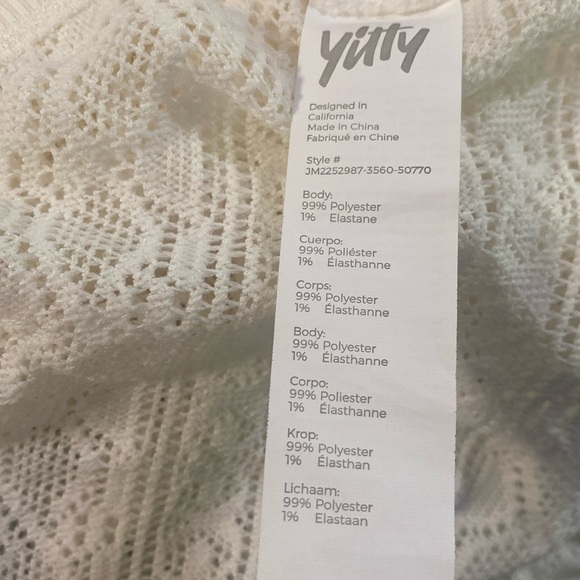 Yitty
Designed in
California
Made in China
Fabriqué en Chine
Style #
JM2252987-3560-50770
Body:
99% Polyester
1% Elastane
Cuerpo:
99% Poliéster
1% Élasthanne
Corps:
99% Polyester
1% Élasthanne
Body:
99% Polyester
1% Élasthanne
Corpo:
99% Poliester
1% Élasthanne
Krop:
99% Polyester
1% Élasthan
Lichaam:
99% Polyester
1% Elastaan